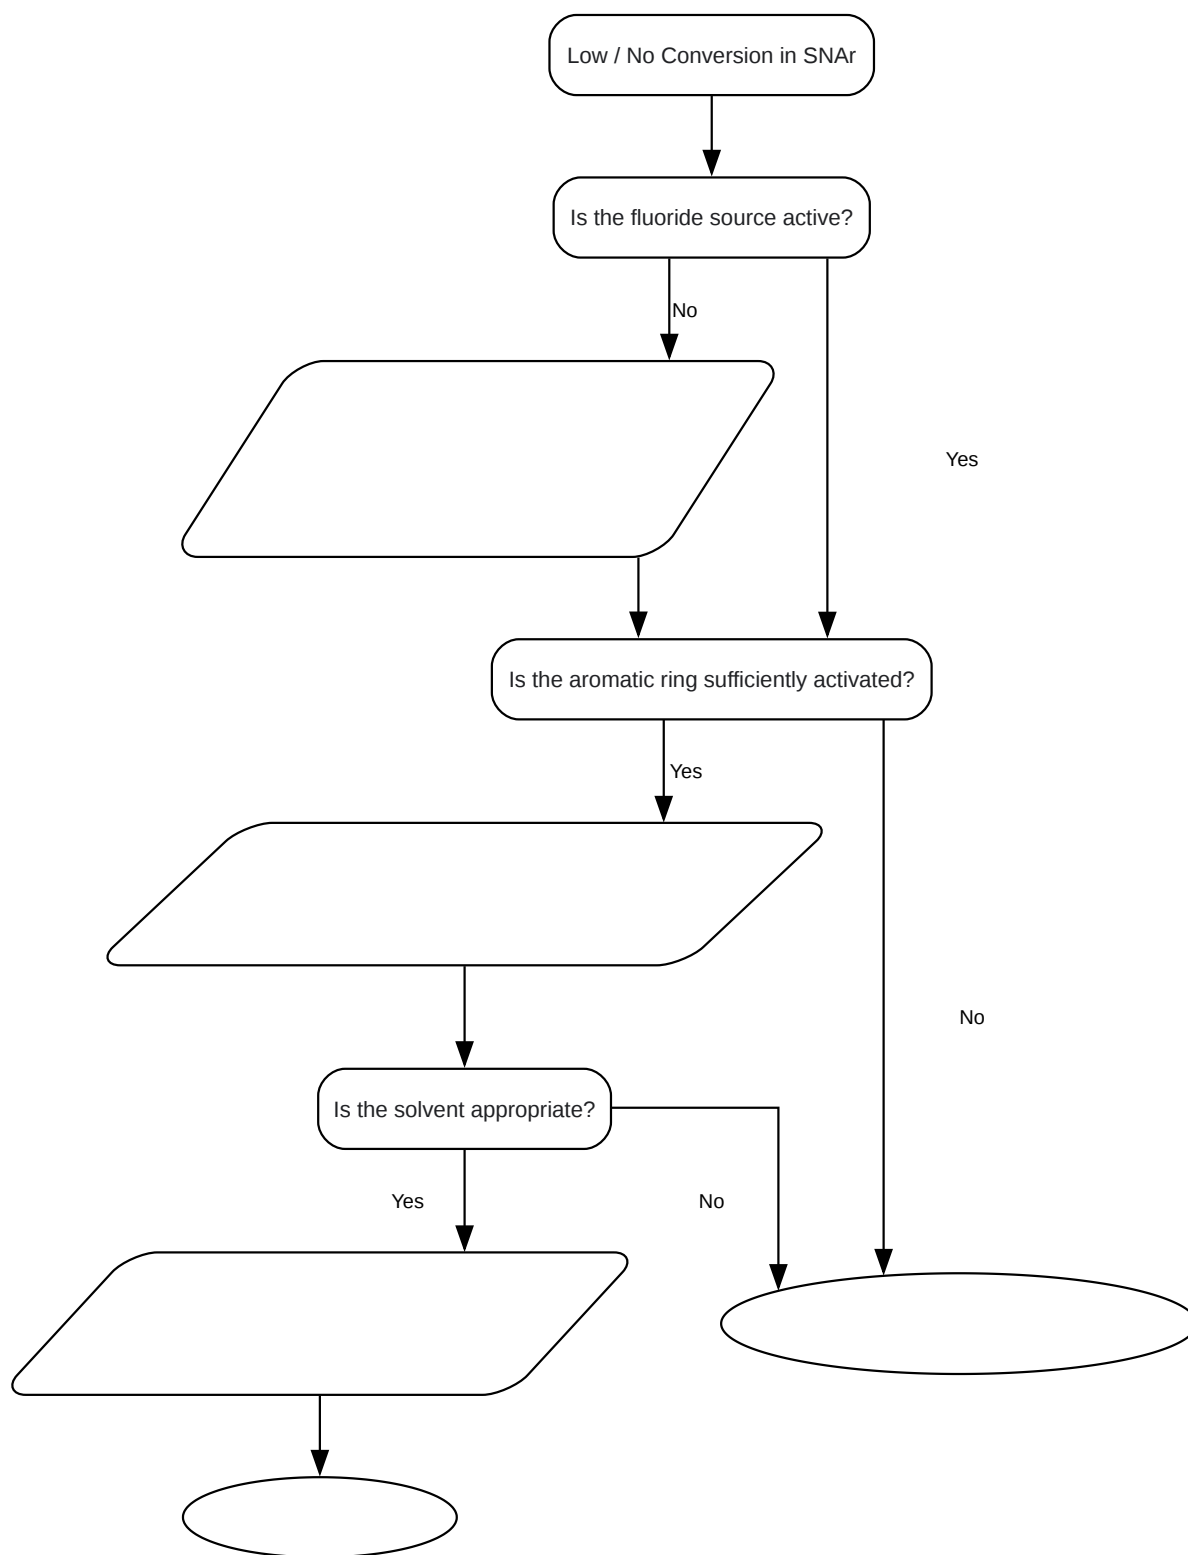 Low / No Conversion in SNAr
Is the fluoride source active?
No
Yes
Is the aromatic ring sufficiently activated?
Yes
No
Is the solvent appropriate?
Yes
No